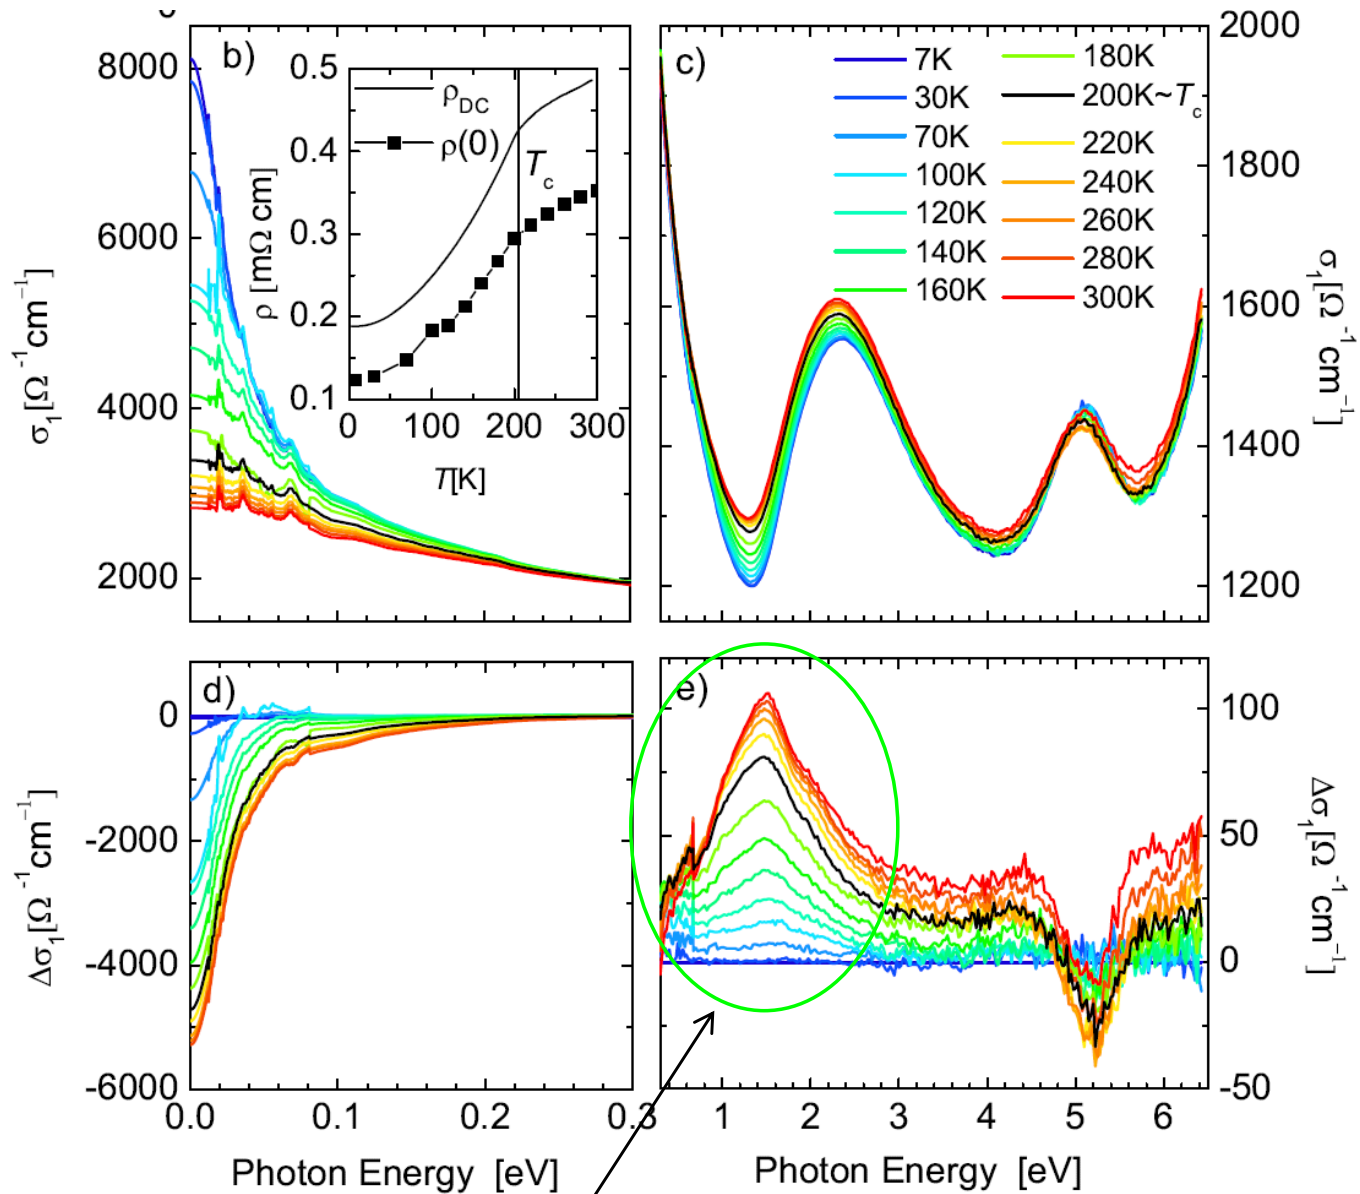 b)
8000
6000
4000
2000
σ₁[Ω⁻¹cm⁻¹]
0.5
0.4
0.3
0.2
0.1
ρ [mΩ cm]
ρDC
ρ(0)
Tc
0 100 200 300
T[K]
c)
7K
30K
70K
100K
120K
140K
160K
180K
200K~Tc
220K
240K
260K
280K
300K
2000
1800
1600
1400
1200
σ₁[Ω⁻¹cm⁻¹]
d)
0
-2000
-4000
-6000
Δσ₁[Ω⁻¹cm⁻¹]
0.0 0.1 0.2 0.3
Photon Energy [eV]
e)
100
50
0
-50
Δσ₁[Ω⁻¹cm⁻¹]
1 2 3 4 5 6
Photon Energy [eV]